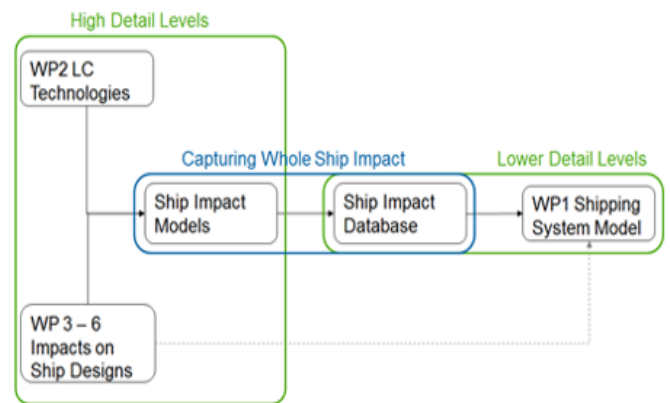 High Detail Levels
WP2 LC
Technologies
Capturing Whole Ship Impact
Lower Detail Levels
Ship Impact
Models
Ship Impact
Database
WP1 Shipping
System Model
WP 3 – 6
Impacts on
Ship Designs